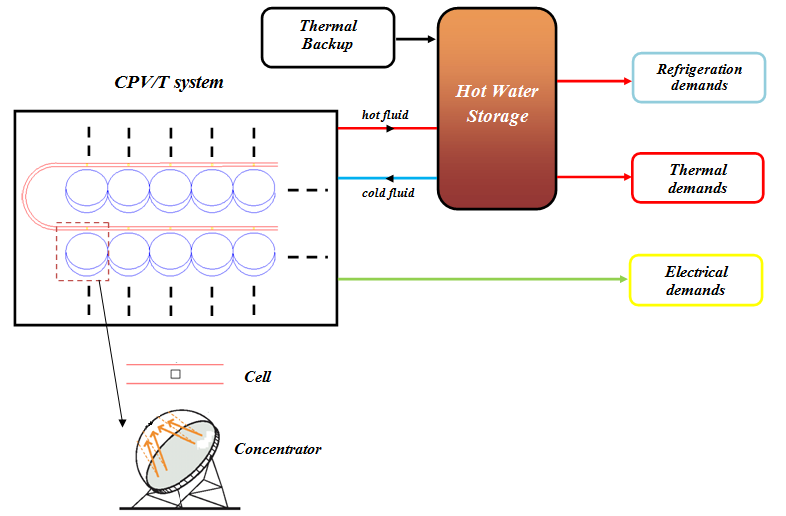 Thermal
Backup
CPV/T system
Hot Water
Storage
Refrigeration
demands
hot fluid
Thermal
demands
cold fluid
Electrical
demands
Cell
Concentrator